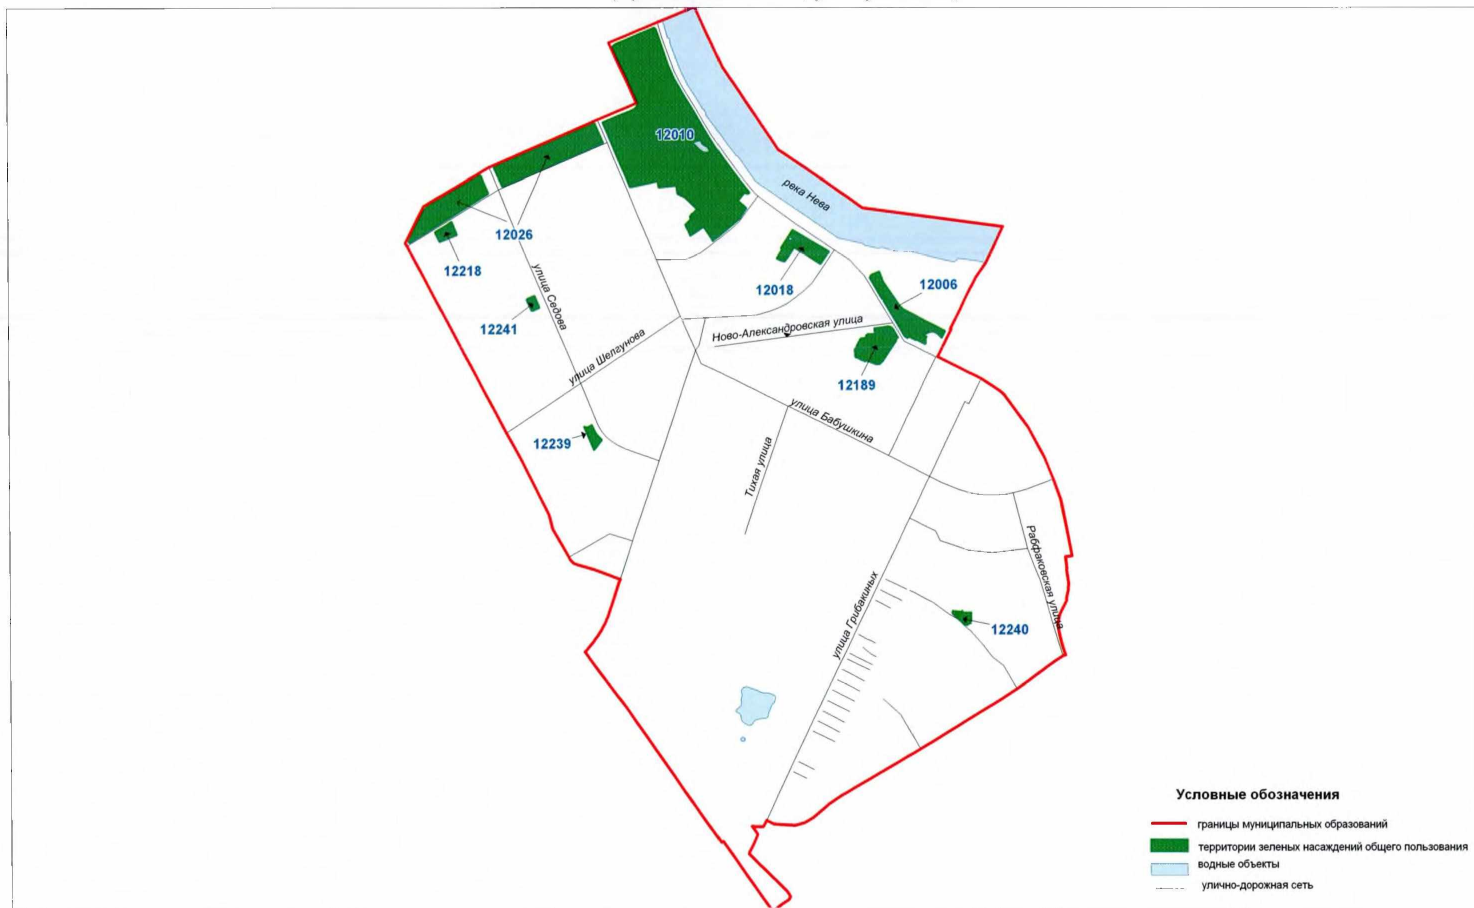 12010
река Нева
12026
12218
12018
12006
12241
улица Седова
Ново-Александровская улица
улица Шелгунова
12189
улица Бабушкина
12239
Тихая улица
Рабфаковская улица
улица Грибакиных
12240
Условные обозначения
границы муниципальных образований
территории зеленых насаждений общего пользования
водные объекты
улично-дорожная сеть